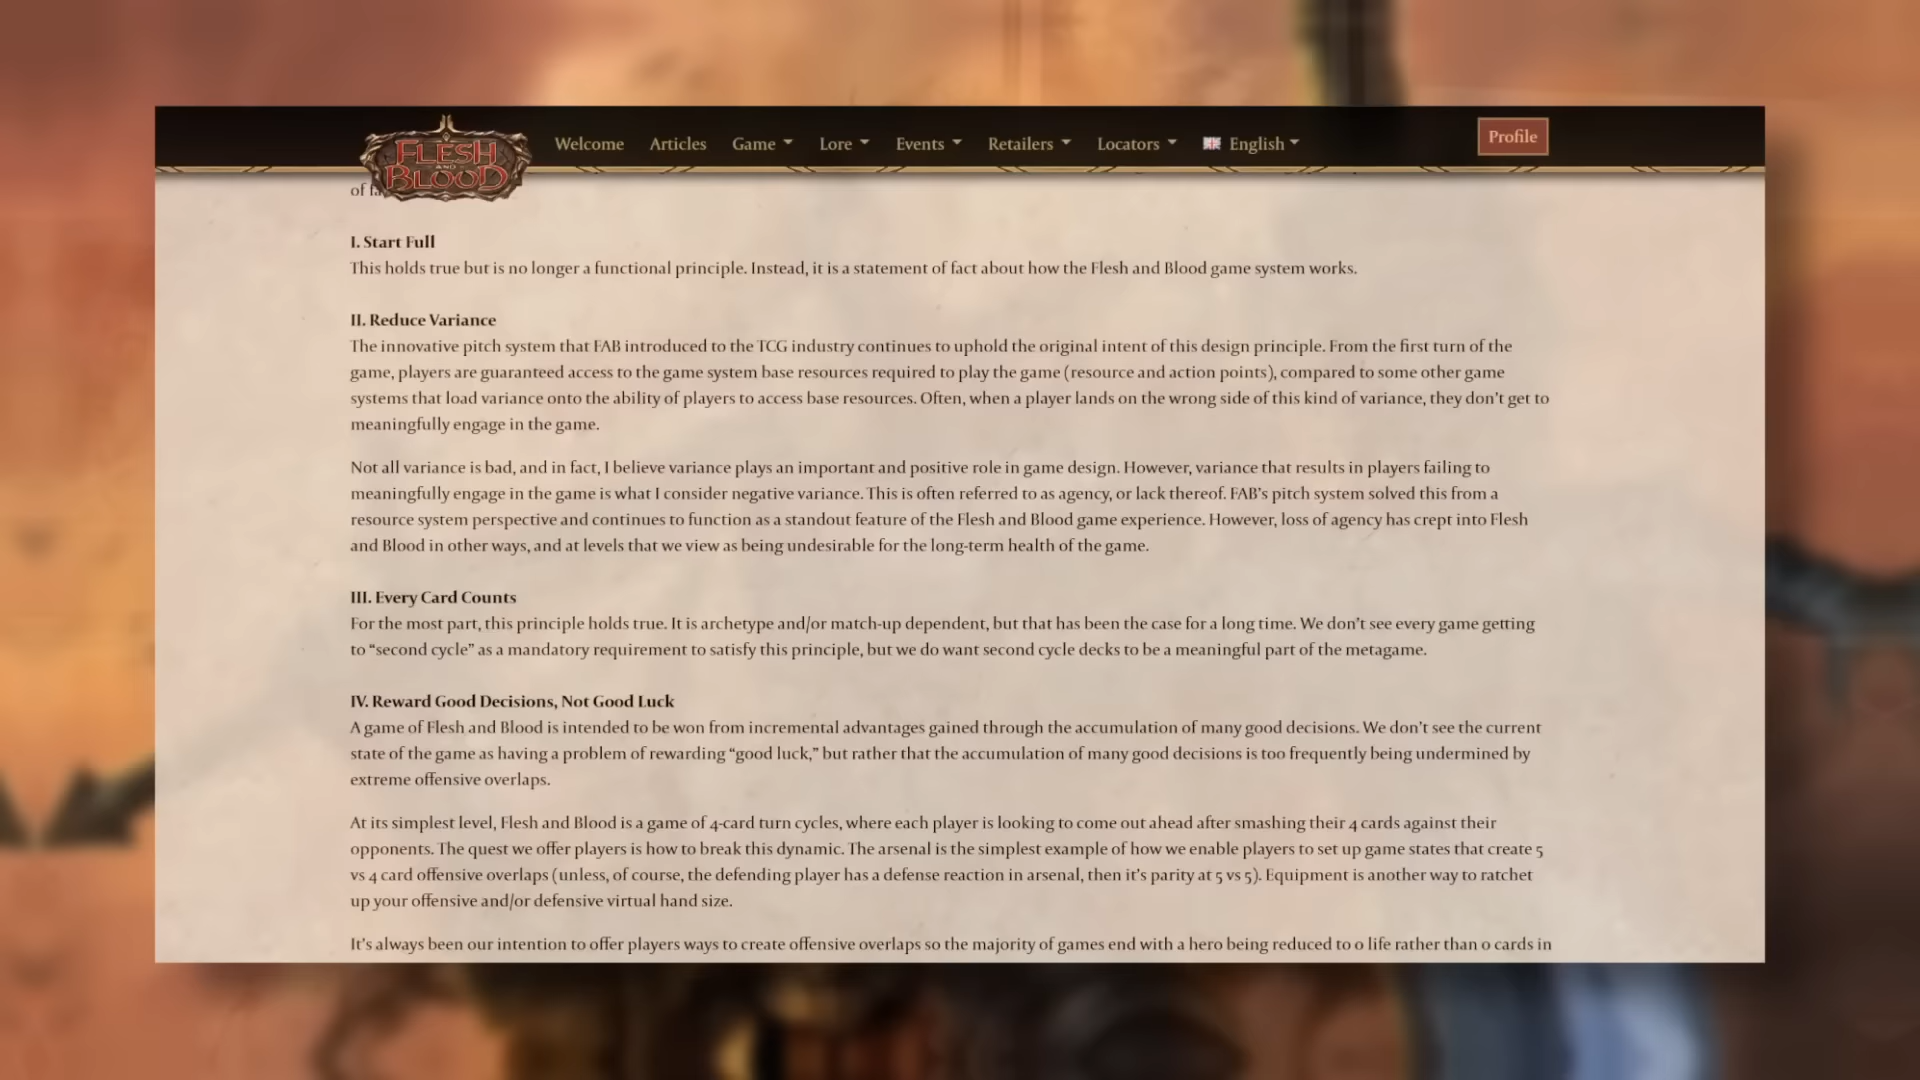 FLESH
AND
BLOOD
Welcome
Articles
Game
Lore
Events
Retailers
Locators
English
Profile
of
I. Start Full
This holds true but is no longer a functional principle. Instead, it is a statement of fact about how the Flesh and Blood game system works.
II. Reduce Variance
The innovative pitch system that FAB introduced to the TCG industry continues to uphold the original intent of this design principle. From the first turn of the
game, players are guaranteed access to the game system base resources required to play the game (resource and action points), compared to some other game
systems that load variance onto the ability of players to access base resources. Often, when a player lands on the wrong side of this kind of variance, they don't get to
meaningfully engage in the game.
Not all variance is bad, and in fact, I believe variance plays an important and positive role in game design. However, variance that results in players failing to
meaningfully engage in the game is what I consider negative variance. This is often referred to as agency, or lack thereof. FAB's pitch system solved this from a
resource system perspective and continues to function as a standout feature of the Flesh and Blood game experience. However, loss of agency has crept into Flesh
and Blood in other ways, and at levels that we view as being undesirable for the long-term health of the game.
III. Every Card Counts
For the most part, this principle holds true. It is archetype and/or match-up dependent, but that has been the case for a long time. We don't see every game getting
to “second cycle” as a mandatory requirement to satisfy this principle, but we do want second cycle decks to be a meaningful part of the metagame.
IV. Reward Good Decisions, Not Good Luck
A game of Flesh and Blood is intended to be won from incremental advantages gained through the accumulation of many good decisions. We don't see the current
state of the game as having a problem of rewarding “good luck,” but rather that the accumulation of many good decisions is too frequently being undermined by
extreme offensive overlaps.
At its simplest level, Flesh and Blood is a game of 4-card turn cycles, where each player is looking to come out ahead after smashing their 4 cards against their
opponents. The quest we offer players is how to break this dynamic. The arsenal is the simplest example of how we enable players to set up game states that create 5
vs 4 card offensive overlaps (unless, of course, the defending player has a defense reaction in arsenal, then it's parity at 5 vs 5). Equipment is another way to ratchet
up your offensive and/or defensive virtual hand size.
It's always been our intention to offer players ways to create offensive overlaps so the majority of games end with a hero being reduced to 0 life rather than 0 cards in